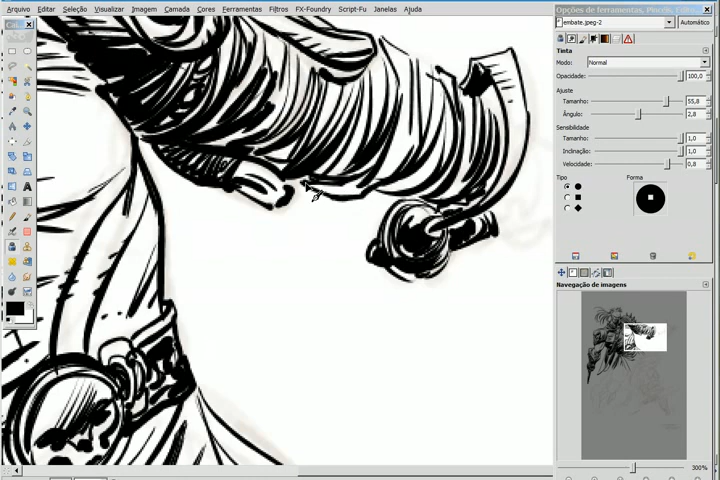 Arquivo Editar Seleção Visualizar Imagem Camada Cores Ferramentas Filtros FX-Foundry Script-Fu Janelas Ajuda
Opções de ferramentas, Pincéis,
embate.jpeg-2 Automático
Tinta
Modo: Normal
Opacidade: 100,0
Ajuste
Tamanho: 55,8
Ângulo: 2,8
Sensibilidade
Tamanho: 1,0
Inclinação: 1,0
Velocidade: 0,8
Tipo Forma
Navegação de imagens
300%